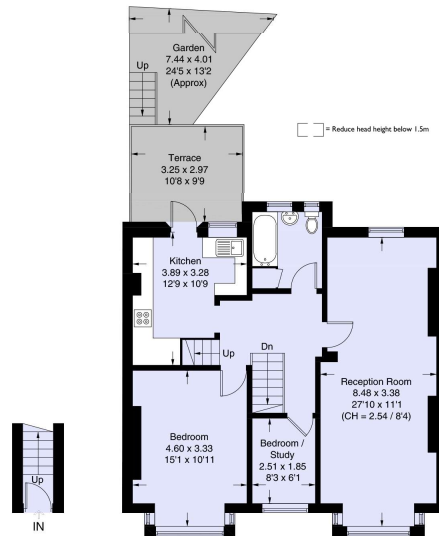 Garden
7.44 x 4.01
24'5 x 13'2
(Approx)
Up
= Reduce head height below 1.5m
Terrace
3.25 x 2.97
10'8 x 9'9
Kitchen
3.89 x 3.28
12'9 x 10'9
Up
Dn
Reception Room
8.48 x 3.38
27'10 x 11'1
(CH = 2.54 / 8'4)
Bedroom
4.60 x 3.33
15'1 x 10'11
Bedroom /
Study
2.51 x 1.85
8'3 x 6'1
Up
IN